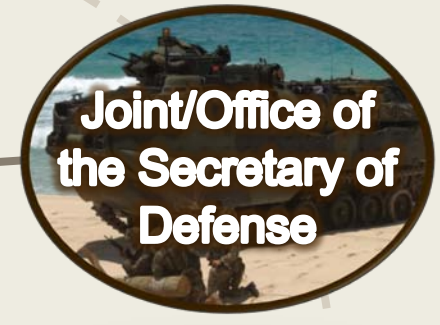 Joint/Office of
the Secretary of
Defense